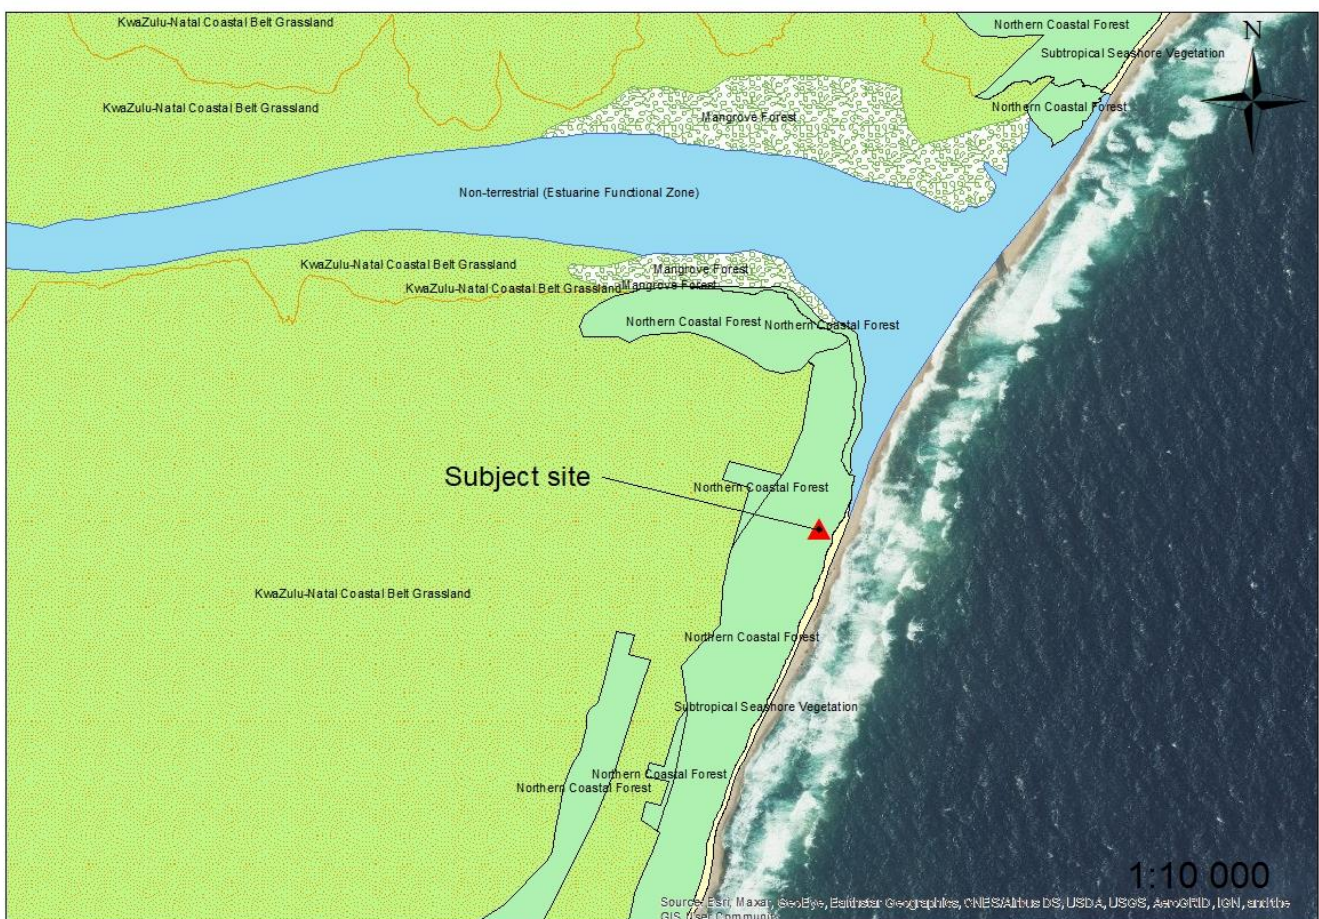 KwaZulu-Natal Coastal Belt Grassland
Northern Coastal Forest
N
Subtropical Seashore Vegetation
KwaZulu-Natal Coastal Belt Grassland
Northern Coastal Forest
Mangrove Forest
Non-terrestrial (Estuarine Functional Zone)
KwaZulu-Natal Coastal Belt Grassland
Mangrove Forest
KwaZulu-Natal Coastal Belt Grassland
Mangrove Forest
Northern Coastal Forest
Northern Coastal Forest
Subject site
Northern Coastal Forest
KwaZulu-Natal Coastal Belt Grassland
Northern Coastal Forest
Subtropical Seashore Vegetation
Northern Coastal Forest
Northern Coastal Forest
1:10 000
Source: Esri, Maxar, GeoEye, Earthstar Geographics, CNES/Airbus DS, USDA, USGS, AeroGRID, IGN, and the
GIS User Community